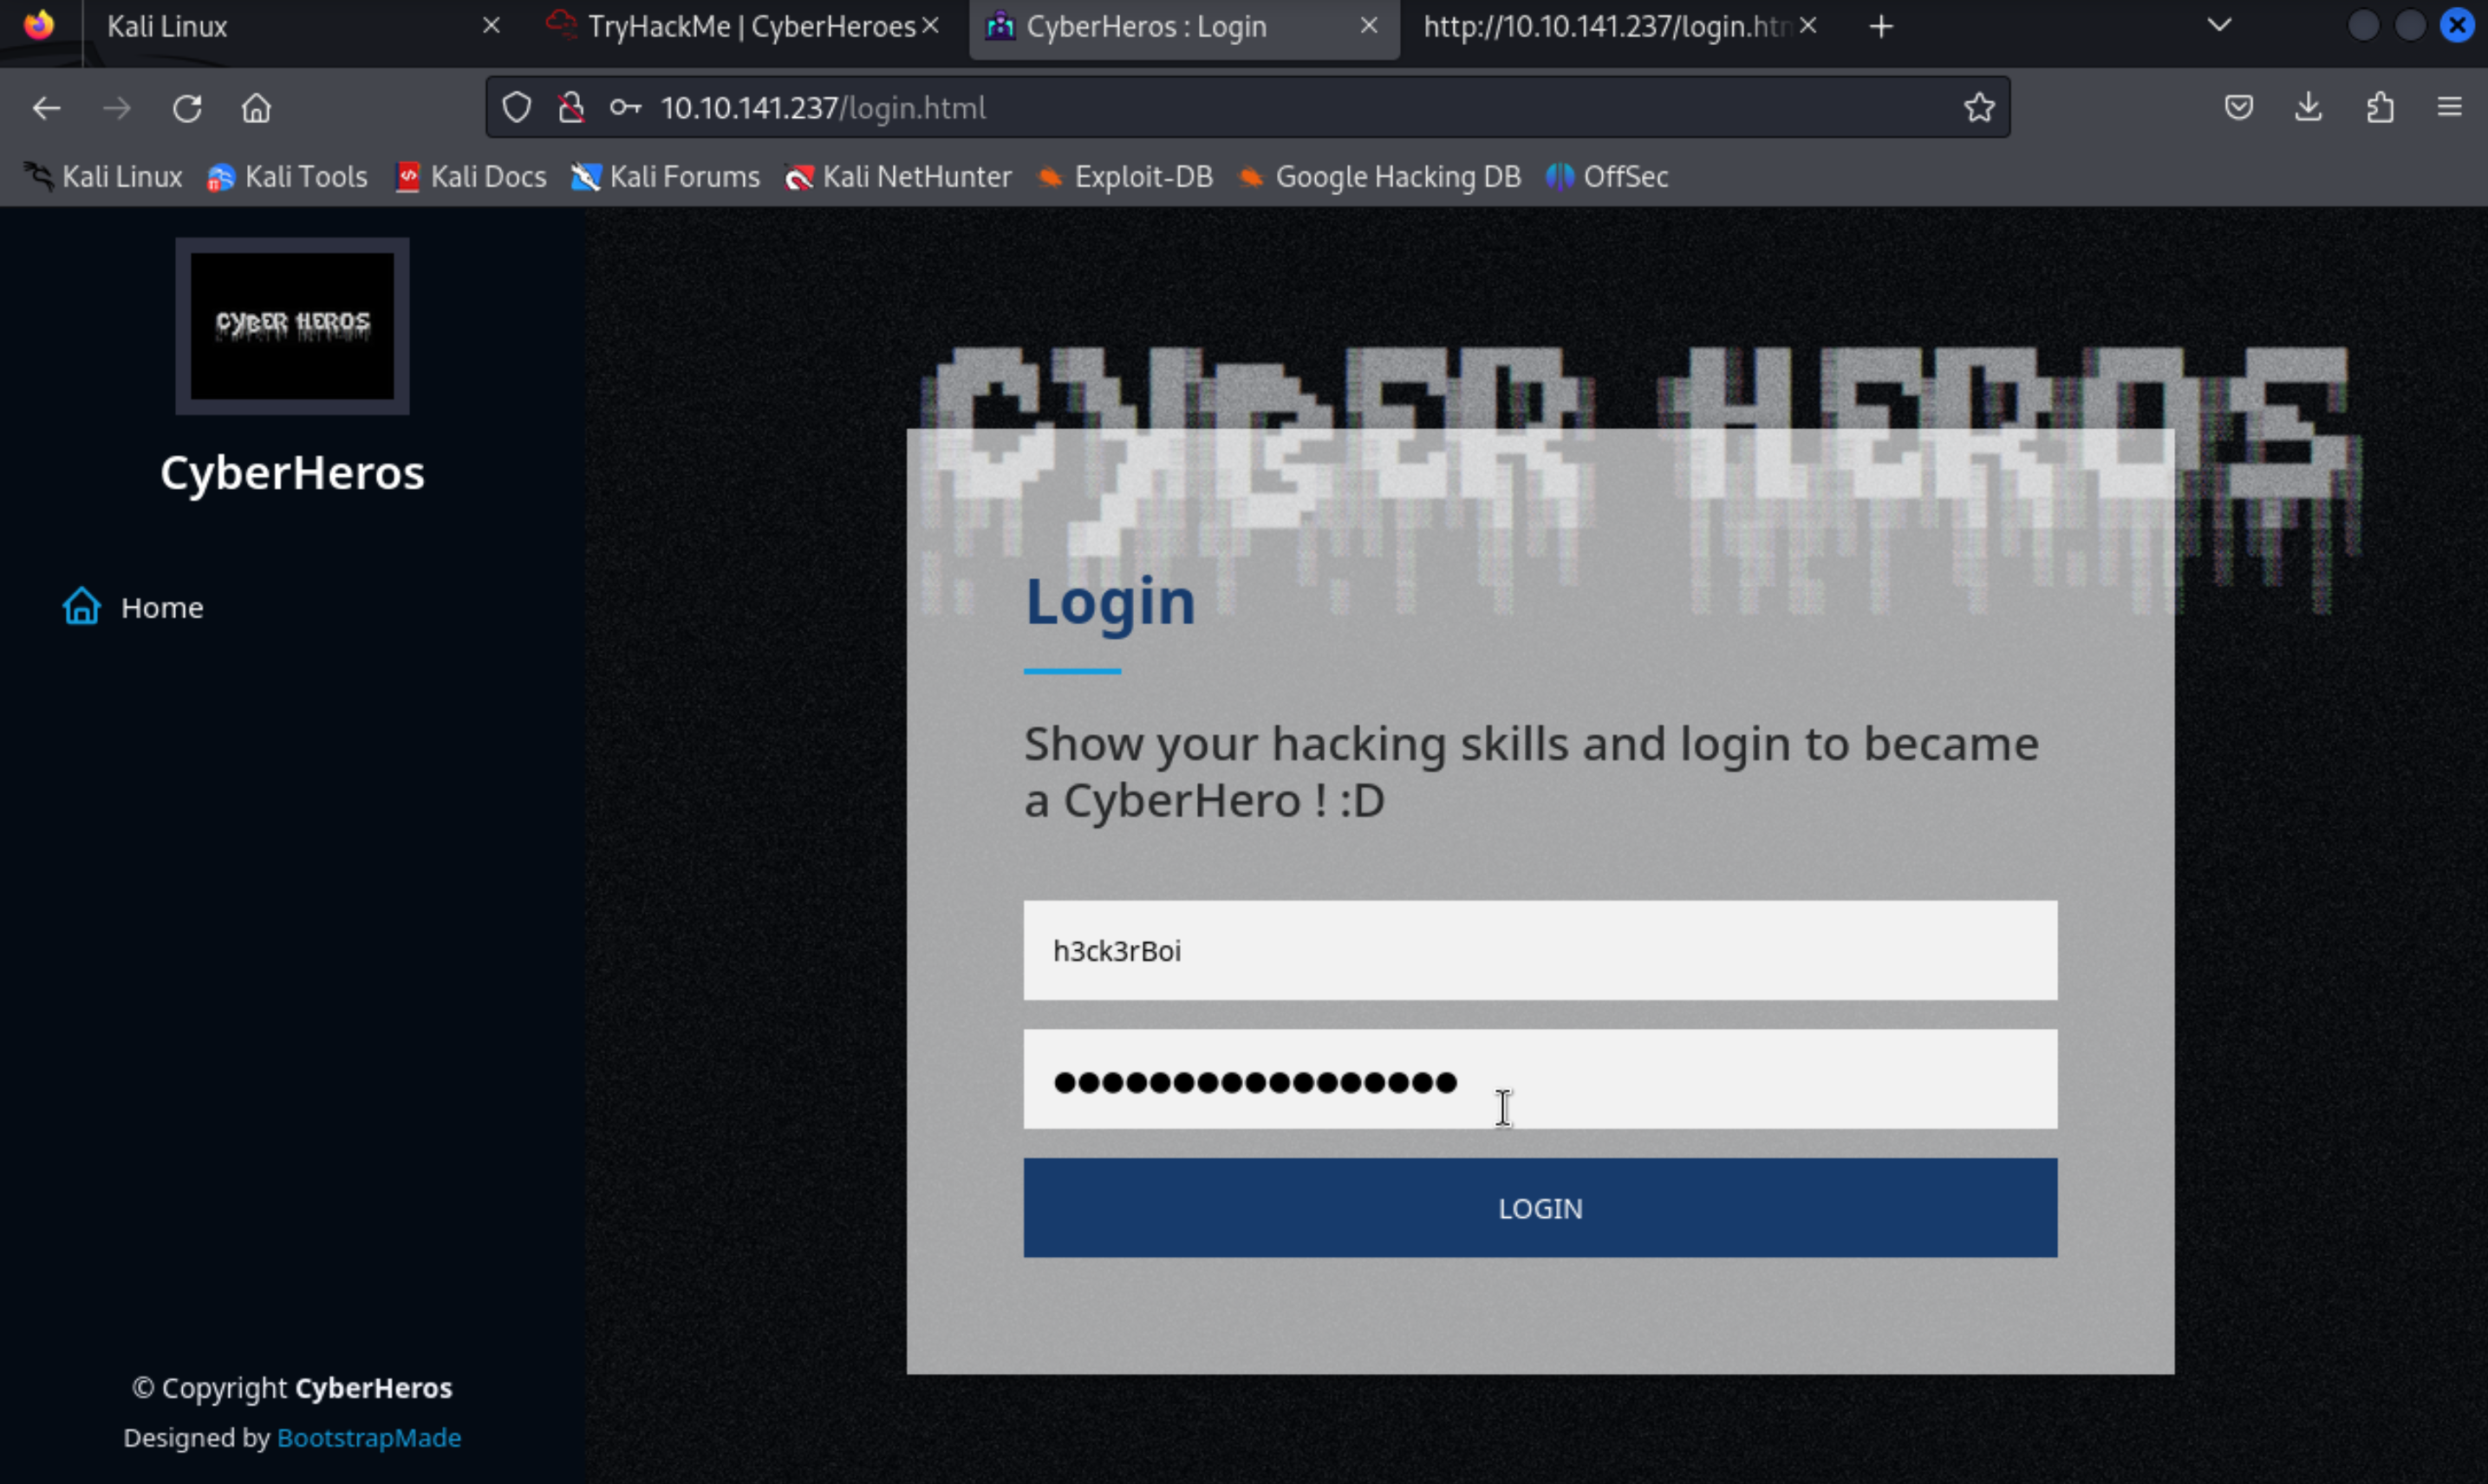 Kali Linux
TryHackMe | CyberHeroes
CyberHeros : Login
http://10.10.141.237/login.htm
10.10.141.237/login.html
Kali Linux
Kali Tools
Kali Docs
Kali Forums
Kali NetHunter
Exploit-DB
Google Hacking DB
OffSec
CYBER HEROS
CyberHeros
Home
CYBER HEROS
Login
Show your hacking skills and login to became
a CyberHero ! :D
h3ck3rBoi
●●●●●●●●●●●●●●●●●
LOGIN
© Copyright CyberHeros
Designed by BootstrapMade